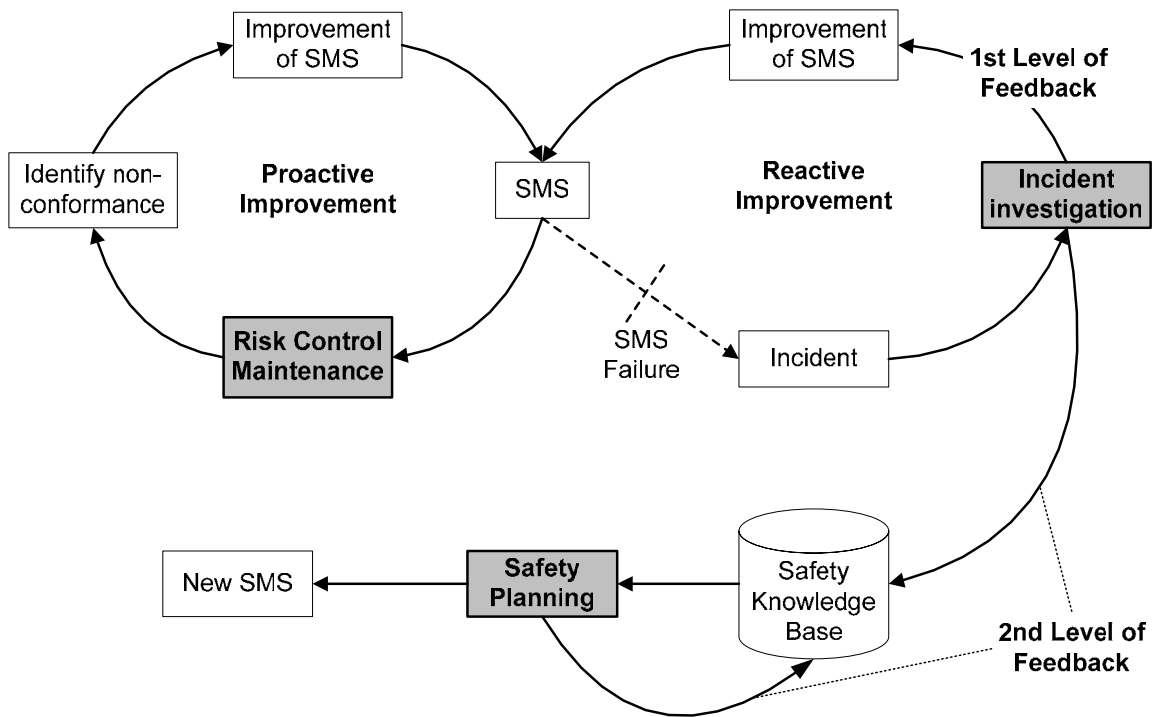 Improvement
of SMS
Improvement
of SMS
1st Level of
Feedback
Identify non-
conformance
Proactive
Improvement
SMS
Reactive
Improvement
Incident
investigation
Risk Control
Maintenance
SMS
Failure
Incident
New SMS
Safety
Planning
Safety
Knowledge
Base
2nd Level of
Feedback